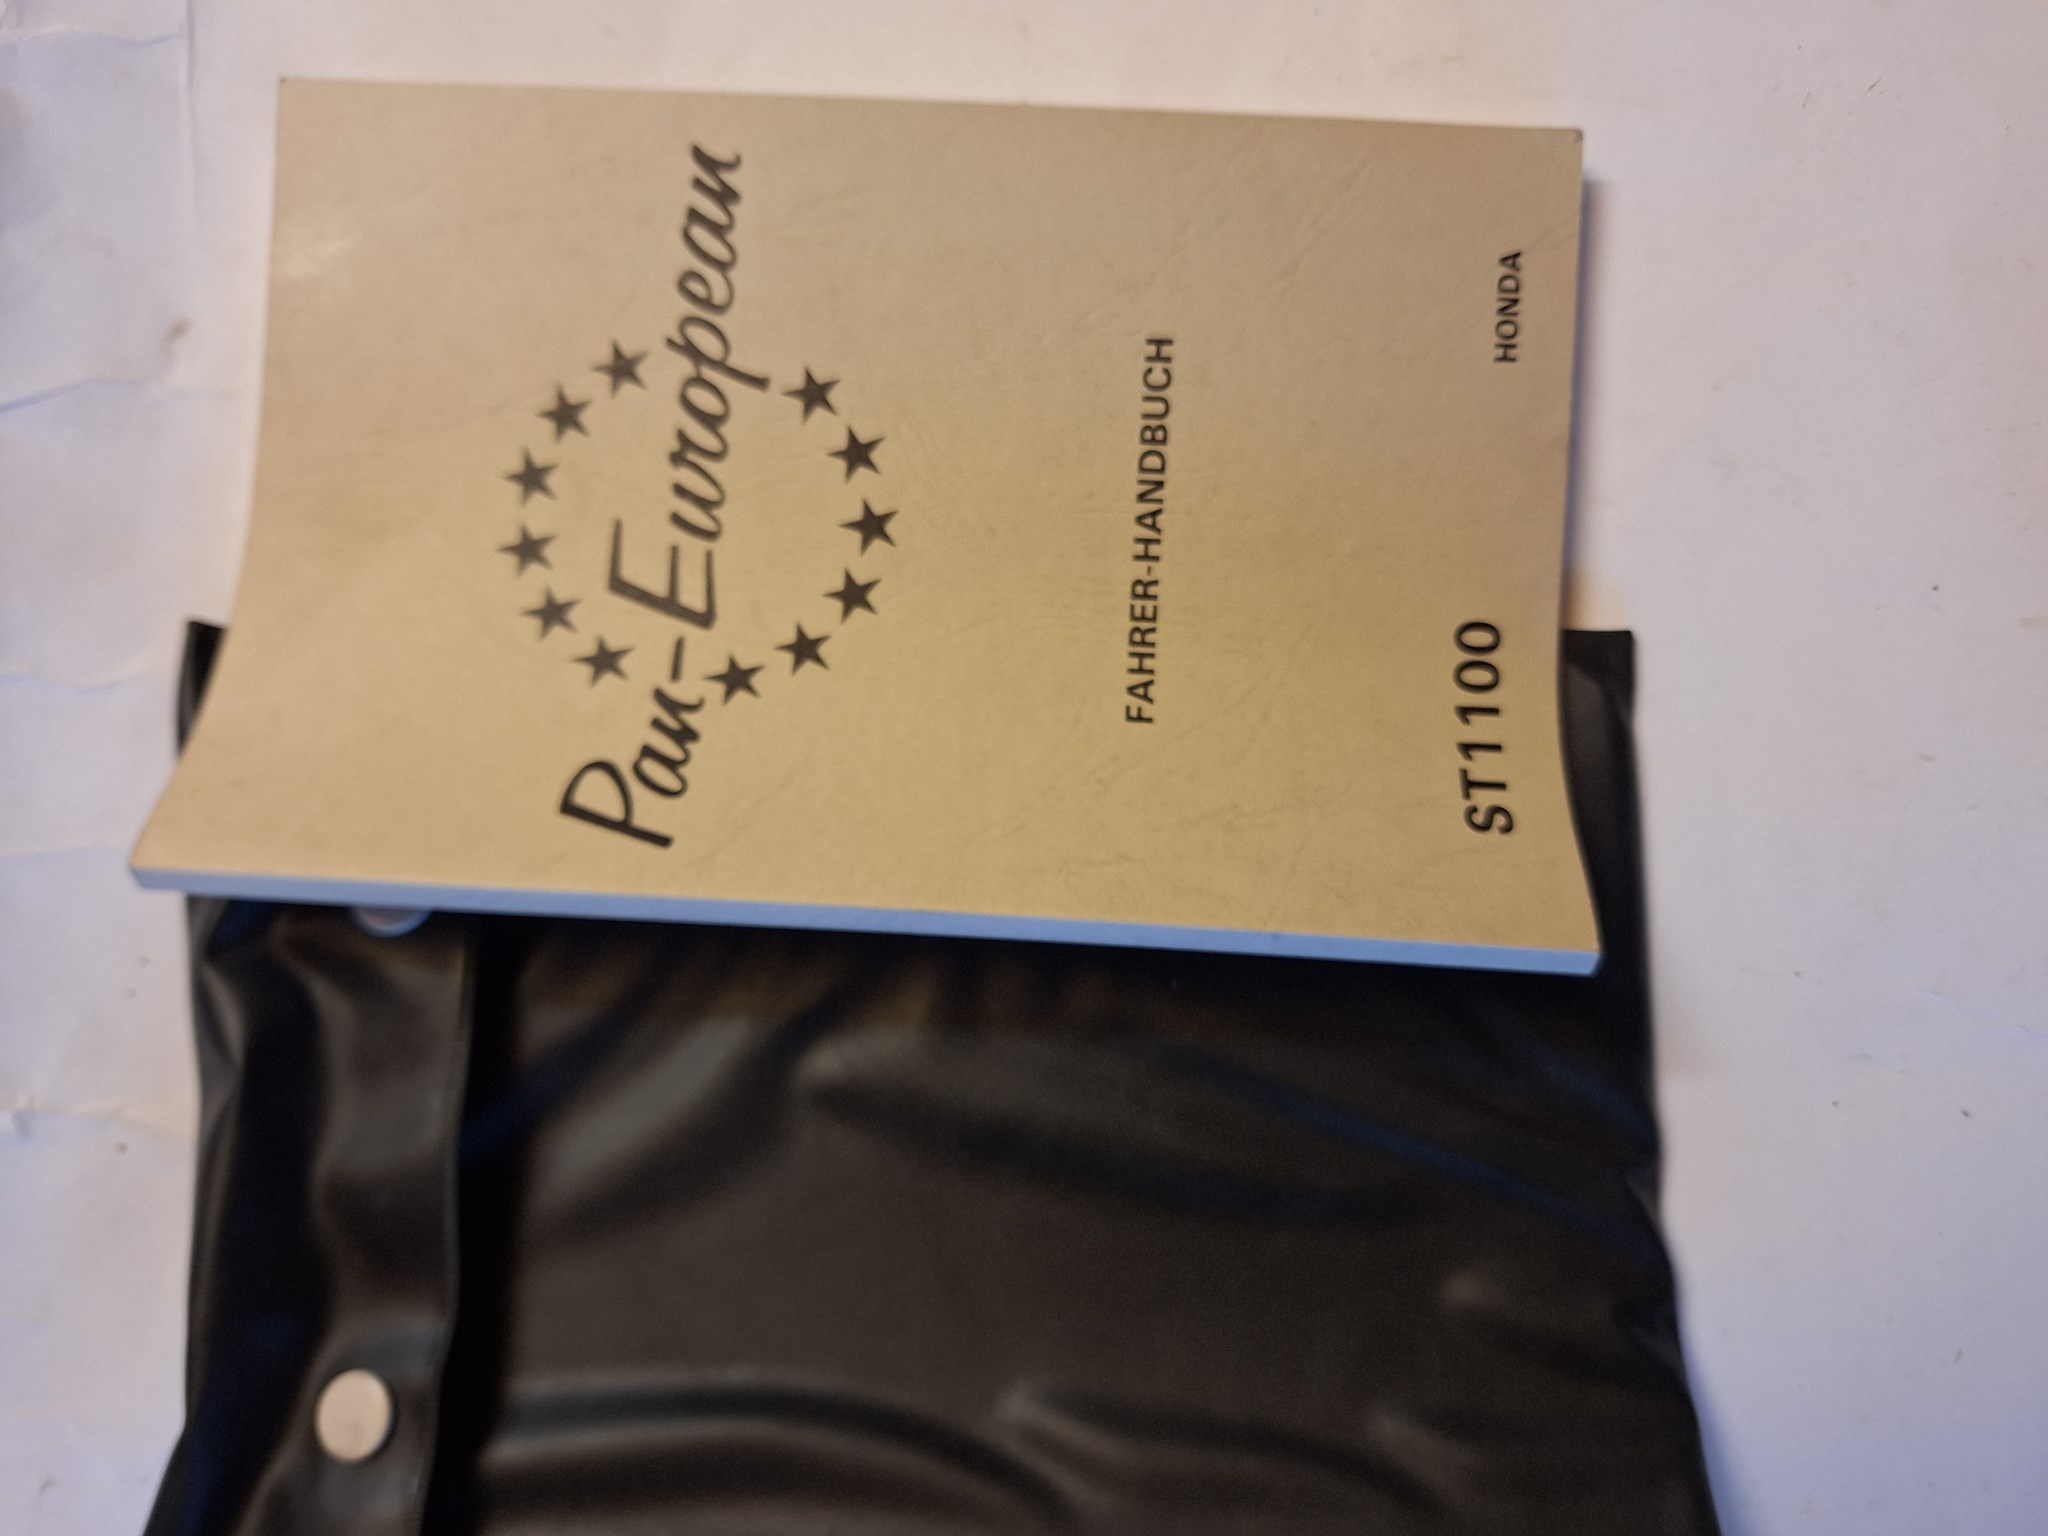 Pan-European
FAHRER-HANDBUCH
ST1100
HONDA